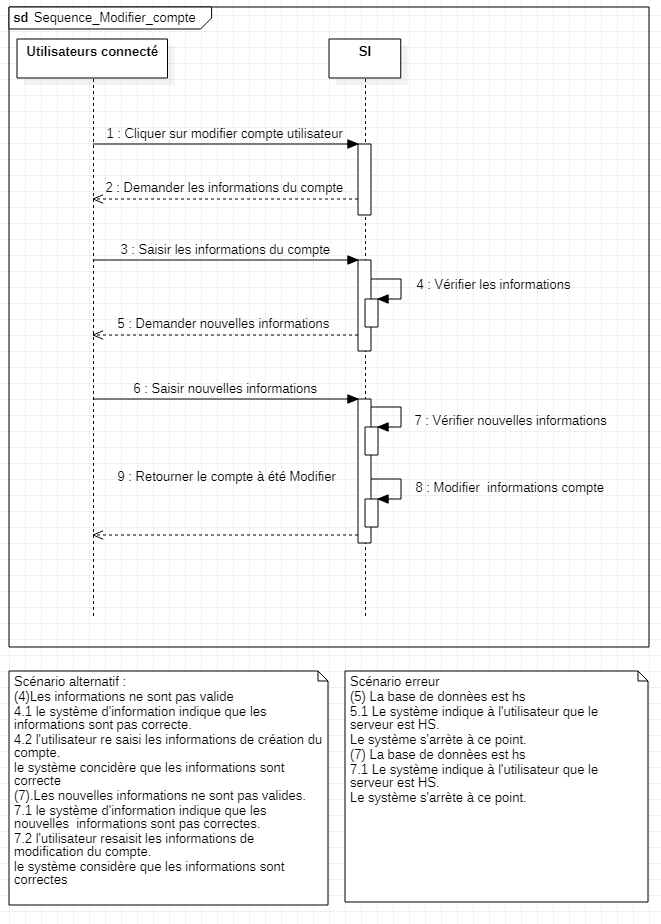 sd Sequence_Modifier_compte
Utilisateurs connecté
SI
1 : Cliquer sur modifier compte utilisateur
2 : Demander les informations du compte
3 : Saisir les informations du compte
4 : Vérifier les informations
5 : Demander nouvelles informations
6 : Saisir nouvelles informations
7 : Vérifier nouvelles informations
9 : Retourner le compte à été Modifier
8 : Modifier  informations compte
Scénario alternatif :
(4)Les informations ne sont pas valide
4.1 le système d'information indique que les
informations sont pas correcte.
4.2 l'utilisateur re saisi les informations de création du
compte.
le système concidère que les informations sont
correcte
(7).Les nouvelles informations ne sont pas valides.
7.1 le système d'information indique que les
nouvelles  informations sont pas correctes.
7.2 l'utilisateur resaisit les informations de
modification du compte.
le système considère que les informations sont
correctes
Scénario erreur
(5) La base de donnèes est hs
5.1 Le système indique à l'utilisateur que le
serveur est HS.
Le système s'arrète à ce point.
(7) La base de donnèes est hs
7.1 Le système indique à l'utilisateur que le
serveur est HS.
Le système s'arrète à ce point.